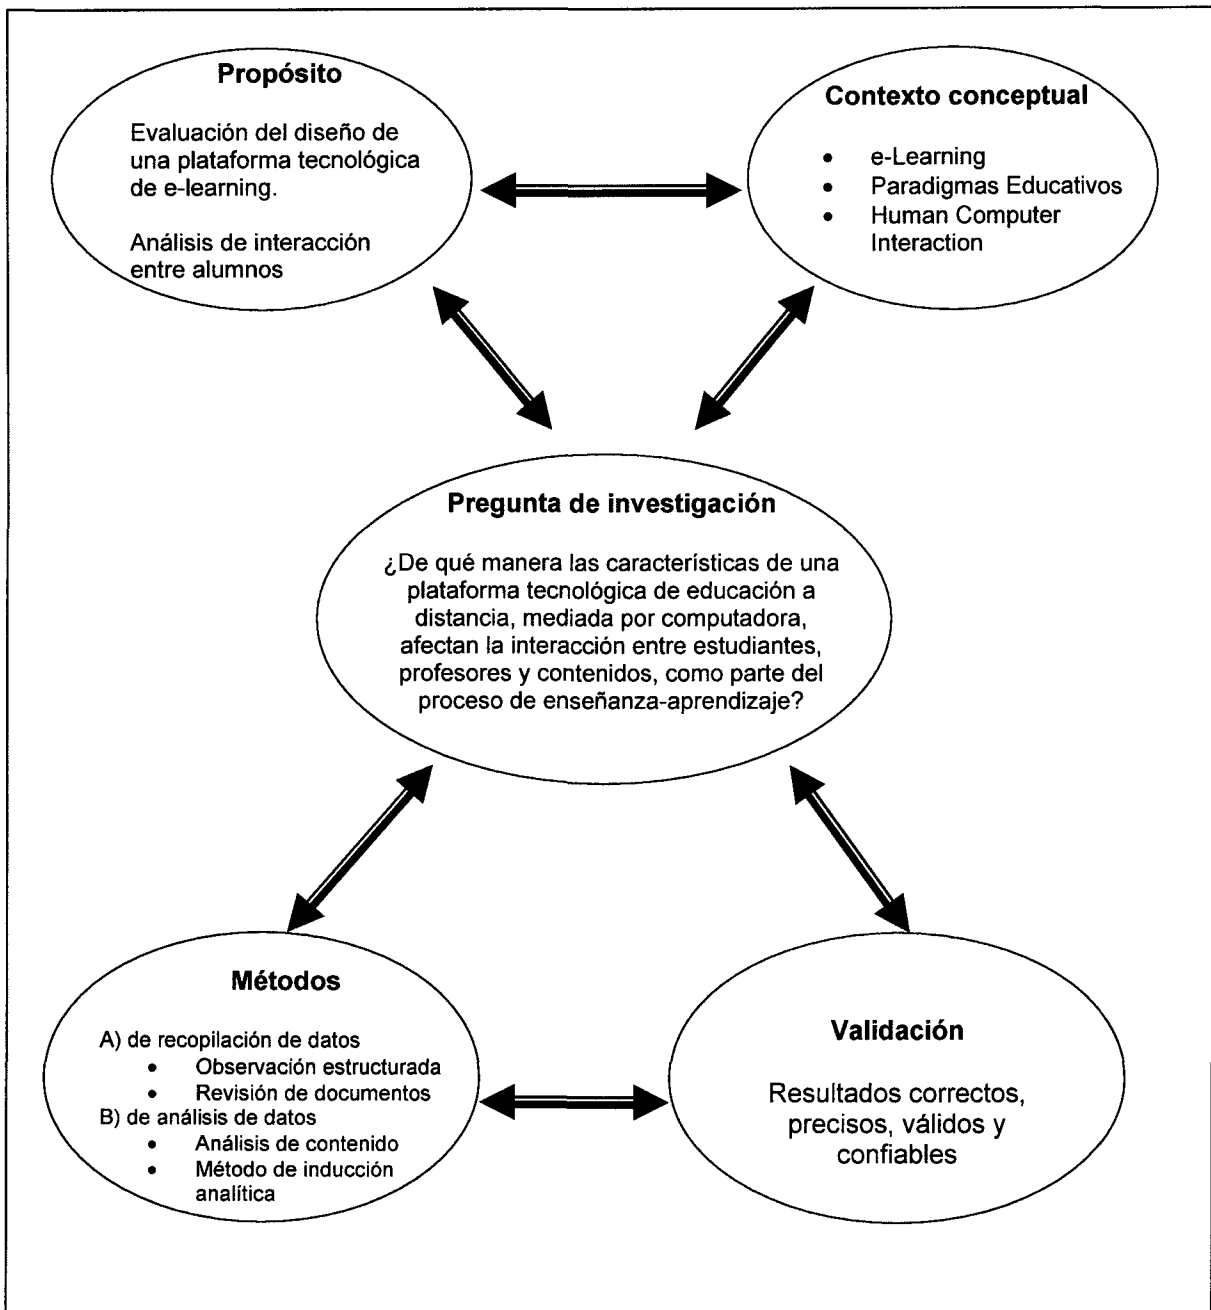 Propósito
Evaluación del diseño de
una plataforma tecnológica
de e-learning.
Análisis de interacción
entre alumnos
Contexto conceptual
• e-Learning
• Paradigmas Educativos
• Human Computer
Interaction
Pregunta de investigación
¿De qué manera las características de una
plataforma tecnológica de educación a
distancia, mediada por computadora,
afectan la interacción entre estudiantes,
profesores y contenidos, como parte del
proceso de enseñanza-aprendizaje?
Métodos
A) de recopilación de datos
• Observación estructurada
• Revisión de documentos
B) de análisis de datos
• Análisis de contenido
• Método de inducción
analítica
Validación
Resultados correctos,
precisos, válidos y
confiables